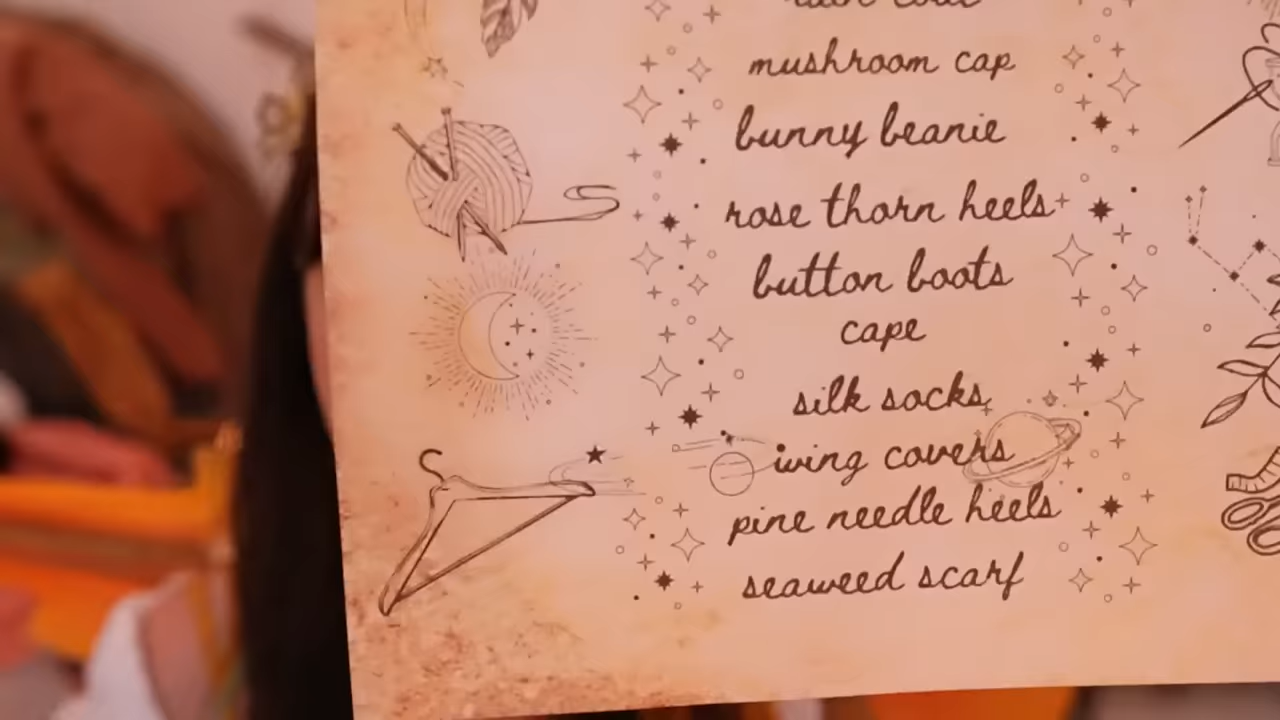 mushroom cap
bunny beanie
rose thorn heels
button boots
cape
silk socks
wing covers
pine needle heels
seaweed scarf